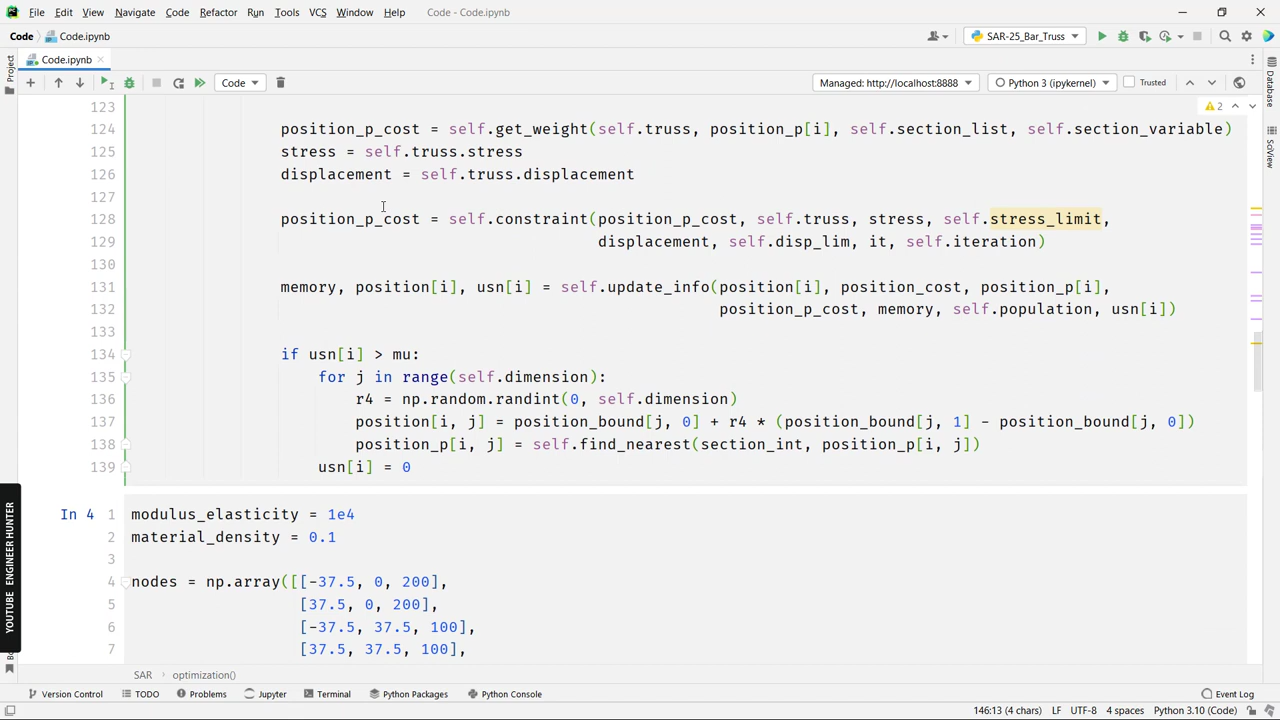 File Edit View Navigate Code Refactor Run Tools VCS Window Help Code - Code.ipynb
Code Code.ipynb SAR-25_Bar_Truss
Code.ipynb
Code Managed: http://localhost:8888 Python 3 (ipykernel) Trusted
Project
Database
SciView
2
123
124 position_p_cost = self.get_weight(self.truss, position_p[i], self.section_list, self.section_variable)
125 stress = self.truss.stress
126 displacement = self.truss.displacement
127
128 position_p_cost = self.constrint(position_p_cost, self.truss, stress, self.stress_limit,
129 displacement, self.disp_lim, it, self.iteration)
130
131 memory, position[i], usn[i] = self.update_info(position[i], position_cost, position_p[i],
132 position_p_cost, memory, self.population, usn[i])
133
134 if usn[i] > mu:
135 for j in range(self.dimension):
136 r4 = np.random.randint(0, self.dimension)
137 position[i, j] = position_bound[j, 0] + r4 * (position_bound[j, 1] - position_bound[j, 0])
138 position_p[i, j] = self.find_nearest(section_int, position_p[i, j])
139 usn[i] = 0
In 4 1 modulus_elasticity = 1e4
2 material_density = 0.1
3
4 nodes = np.array([[-37.5, 0, 200],
5 [37.5, 0, 200],
6 [-37.5, 37.5, 100],
7 [37.5, 37.5, 100],
YOUTUBE ENGINEER HUNTER
SAR optimization()
Version Control TODO Problems Jupyter Terminal Python Packages Python Console Event Log
146:13 (4 chars) LF UTF-8 4 spaces Python 3.10 (Code)